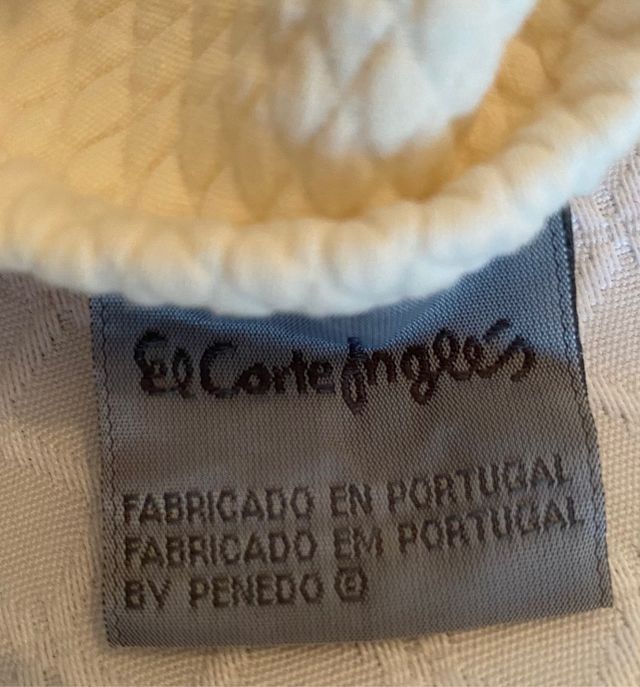 El Corte Inglés
FABRICADO EN PORTUGAL
FABRICADO EM PORTUGAL
BY PENEDO ©